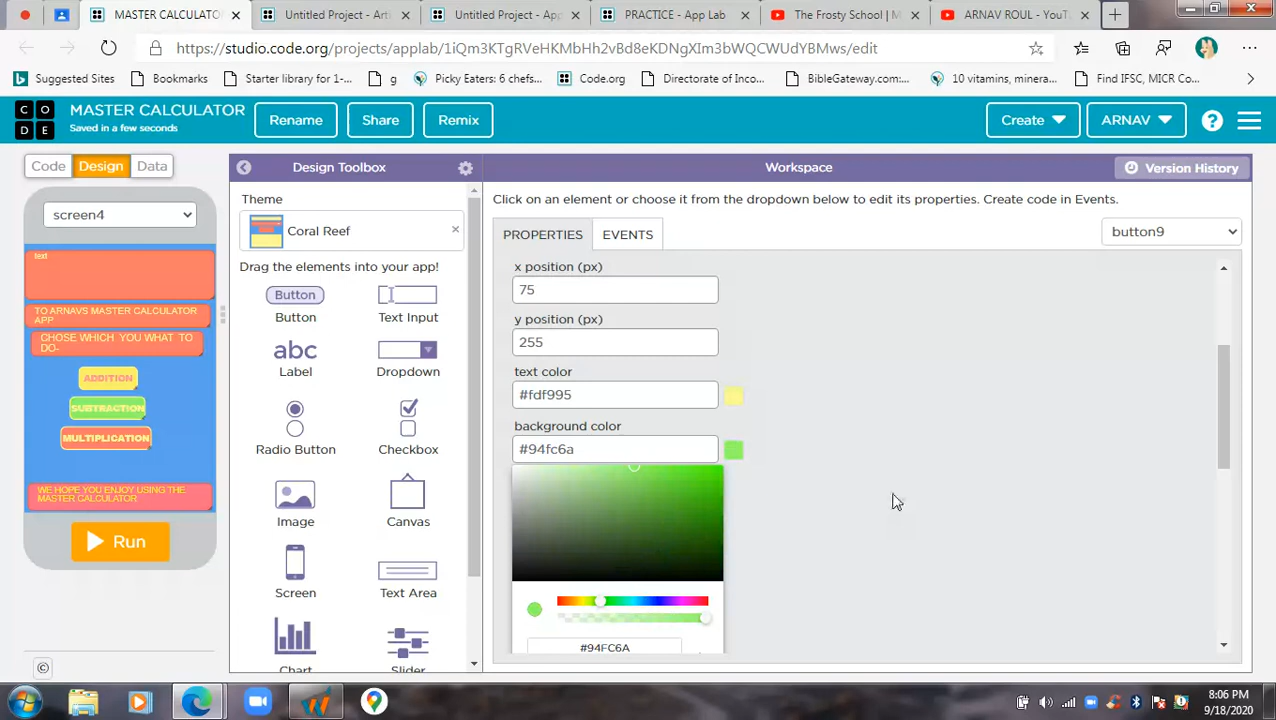 MASTER CALCULATOR
Untitled Project - Art
Untitled Project - App
PRACTICE - App Lab
The Frosty School | M
ARNAV ROUL - YouT
https://studio.code.org/projects/applab/1iQm3KTgRVeHKMbHh2vBd8eKDNgXIm3bWQCWUdYBMws/edit
Suggested Sites
Bookmarks
Starter library for 1-...
g
Picky Eaters: 6 chefs...
Code.org
Directorate of Inco...
BibleGateway.com:...
10 vitamins, minera...
Find IFSC, MICR Co...
CODE
MASTER CALCULATOR
Saved in a few seconds
Rename
Share
Remix
Create
ARNAV
Code
Design
Data
Design Toolbox
Workspace
Version History
screen4
Theme
Coral Reef
Drag the elements into your app!
Click on an element or choose it from the dropdown below to edit its properties. Create code in Events.
PROPERTIES
EVENTS
button9
text
TO ARNAVS MASTER CALCULATOR
APP
CHOSE WHICH YOU WHAT TO
DO-
ADDITION
SUBTRACTION
MULTIPLICATION
WE HOPE YOU ENJOY USING THE
MASTER CALCULATOR
Run
Button
Button
Text Input
abc
Label
Dropdown
Radio Button
Checkbox
Image
Canvas
Screen
Text Area
Chart
Slider
x position (px)
75
y position (px)
255
text color
#fdf995
background color
#94fc6a
#94FC6A
8:06 PM
9/18/2020